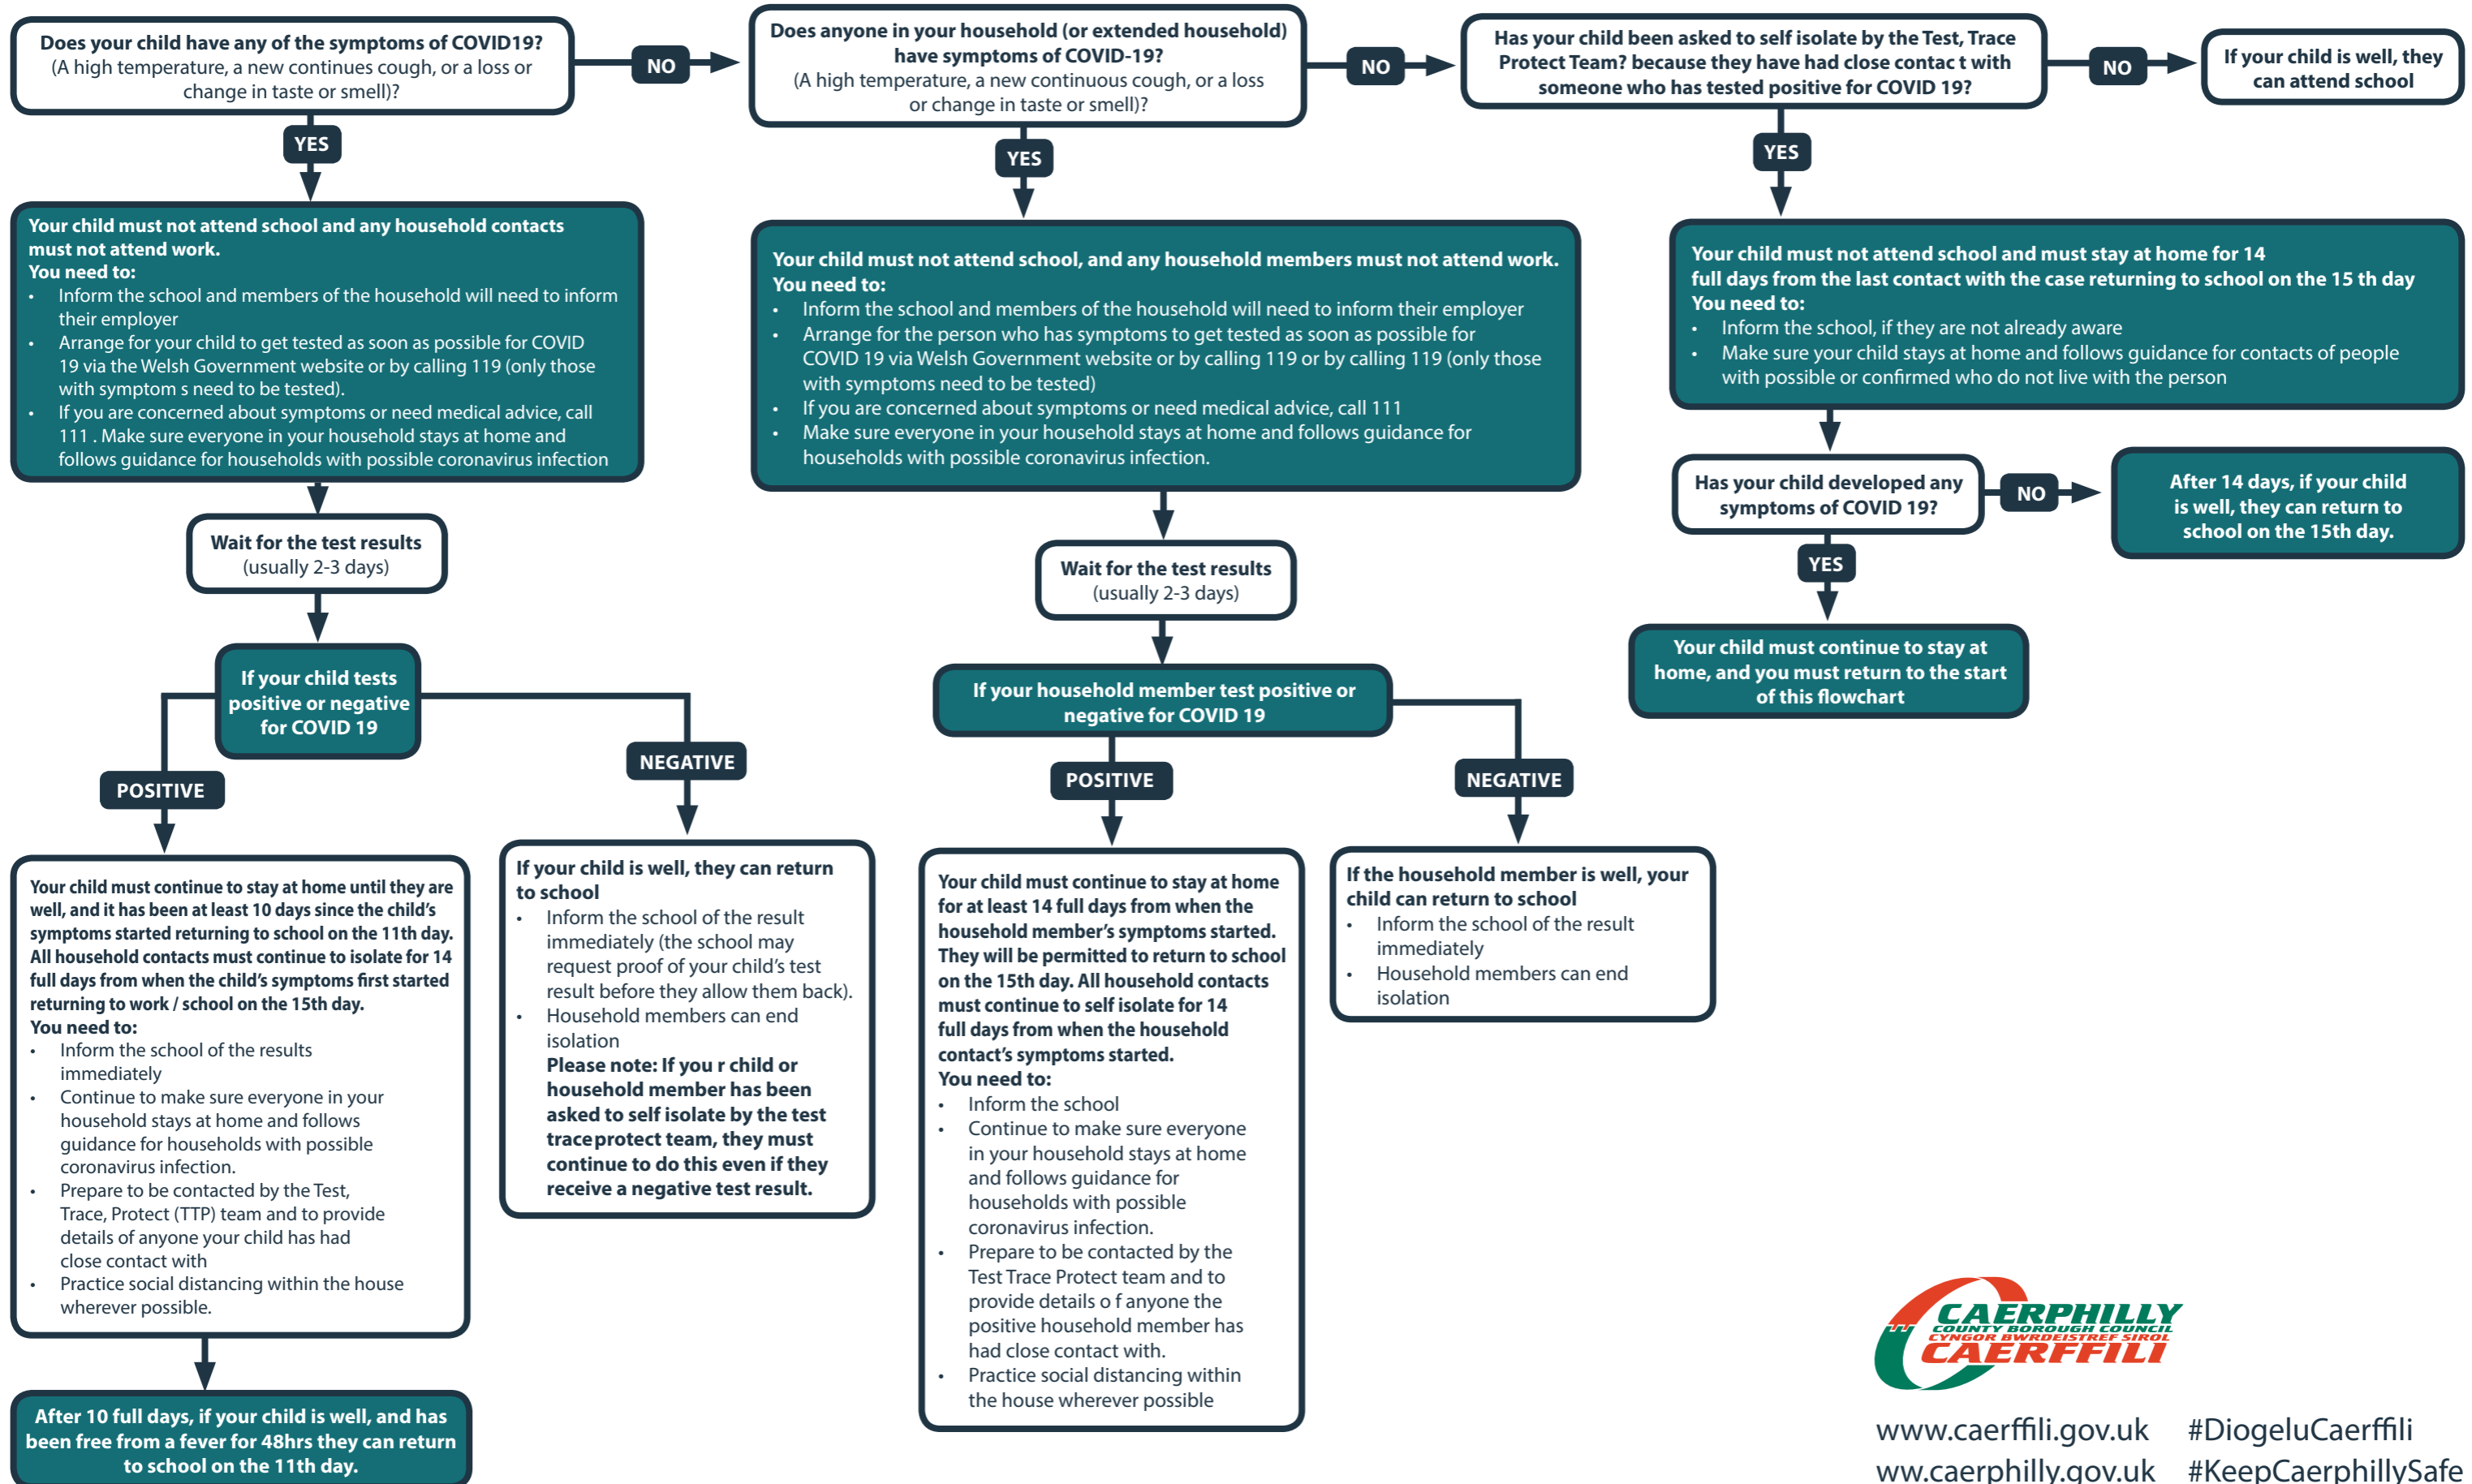 Does your child have any of the symptoms of COVID19?
(A high temperature, a new continues cough, or a loss or
change in taste or smell)?
NO
Does anyone in your household (or extended household)
have symptoms of COVID-19?
(A high temperature, a new continuous cough, or a loss
or change in taste or smell)?
NO
Has your child been asked to self isolate by the Test, Trace
Protect Team? because they have had close contac t with
someone who has tested positive for COVID 19?
NO
If your child is well, they
can attend school
YES
YES
YES
Your child must not attend school and any household contacts
must not attend work.
You need to:
• Inform the school and members of the household will need to inform
their employer
• Arrange for your child to get tested as soon as possible for COVID
19 via the Welsh Government website or by calling 119 (only those
with symptom s need to be tested).
• If you are concerned about symptoms or need medical advice, call
111 . Make sure everyone in your household stays at home and
follows guidance for households with possible coronavirus infection
Your child must not attend school, and any household members must not attend work.
You need to:
• Inform the school and members of the household will need to inform their employer
• Arrange for the person who has symptoms to get tested as soon as possible for
COVID 19 via Welsh Government website or by calling 119 or by calling 119 (only those
with symptoms need to be tested)
• If you are concerned about symptoms or need medical advice, call 111
• Make sure everyone in your household stays at home and follows guidance for
households with possible coronavirus infection.
Your child must not attend school and must stay at home for 14
full days from the last contact with the case returning to school on the 15 th day
You need to:
• Inform the school, if they are not already aware
• Make sure your child stays at home and follows guidance for contacts of people
with possible or confirmed who do not live with the person
Has your child developed any
symptoms of COVID 19?
NO
After 14 days, if your child
is well, they can return to
school on the 15th day.
YES
Your child must continue to stay at
home, and you must return to the start
of this flowchart
Wait for the test results
(usually 2-3 days)
Wait for the test results
(usually 2-3 days)
If your child tests
positive or negative
for COVID 19
If your household member test positive or
negative for COVID 19
POSITIVE
NEGATIVE
POSITIVE
NEGATIVE
Your child must continue to stay at home until they are
well, and it has been at least 10 days since the child's
symptoms started returning to school on the 11th day.
All household contacts must continue to isolate for 14
full days from when the child's symptoms first started
returning to work / school on the 15th day.
You need to:
• Inform the school of the results
immediately
• Continue to make sure everyone in your
household stays at home and follows
guidance for households with possible
coronavirus infection.
• Prepare to be contacted by the Test,
Trace, Protect (TTP) team and to provide
details of anyone your child has had
close contact with
• Practice social distancing within the house
wherever possible.
If your child is well, they can return
to school
• Inform the school of the result
immediately (the school may
request proof of your child's test
result before they allow them back).
• Household members can end
isolation
Please note: If you r child or
household member has been
asked to self isolate by the test
trace protect team, they must
continue to do this even if they
receive a negative test result.
Your child must continue to stay at home
for at least 14 full days from when the
household member's symptoms started.
They will be permitted to return to school
on the 15th day. All household contacts
must continue to self isolate for 14
full days from when the household
contact's symptoms started.
You need to:
• Inform the school
• Continue to make sure everyone
in your household stays at home
and follows guidance for
households with possible
coronavirus infection.
• Prepare to be contacted by the
Test Trace Protect team and to
provide details o f anyone the
positive household member has
had close contact with.
• Practice social distancing within
the house wherever possible
If the household member is well, your
child can return to school
• Inform the school of the result
immediately
• Household members can end
isolation
After 10 full days, if your child is well, and has
been free from a fever for 48hrs they can return
to school on the 11th day.
CAERPHILLY
COUNTY BOROUGH COUNCIL
CYNGOR BWRDEISTREF SIROL
CAERFFILI
www.caerffili.gov.uk #DiogeluCaerffili
ww.caerphilly.gov.uk #KeepCaerphillySafe